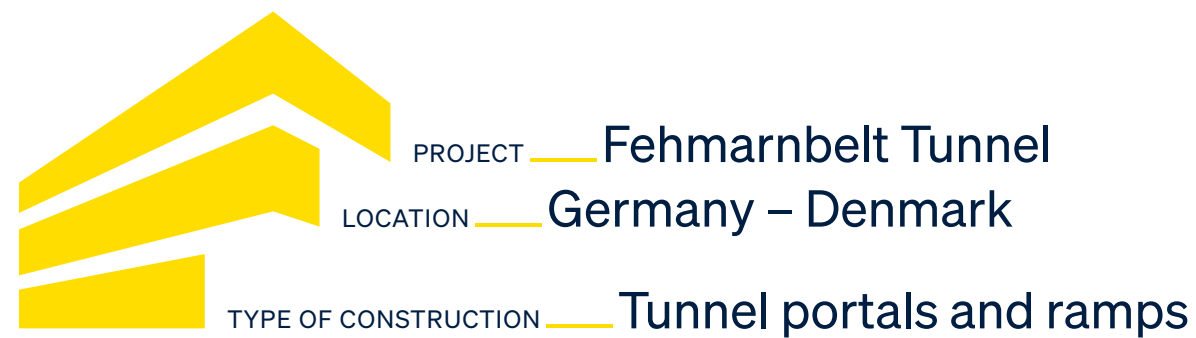 PROJECT Fehmarnbelt Tunnel
LOCATION Germany – Denmark
TYPE OF CONSTRUCTION Tunnel portals and ramps